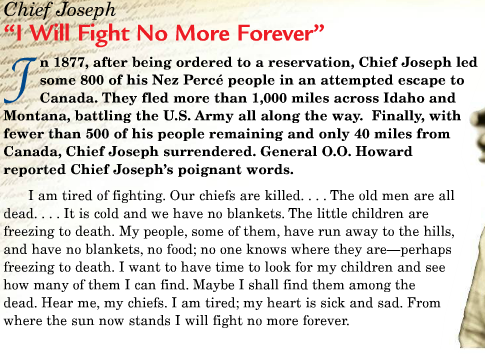 Chief Joseph
“I Will Fight No More Forever”
In 1877, after being ordered to a reservation, Chief Joseph led
some 800 of his Nez Percé people in an attempted escape to
Canada. They fled more than 1,000 miles across Idaho and
Montana, battling the U.S. Army all along the way.  Finally, with
fewer than 500 of his people remaining and only 40 miles from
Canada, Chief Joseph surrendered. General O.O. Howard
reported Chief Joseph’s poignant words.
I am tired of fighting. Our chiefs are killed. . . . The old men are all
dead. . . . It is cold and we have no blankets. The little children are
freezing to death. My people, some of them, have run away to the hills,
and have no blankets, no food; no one knows where they are—perhaps
freezing to death. I want to have time to look for my children and see
how many of them I can find. Maybe I shall find them among the
dead. Hear me, my chiefs. I am tired; my heart is sick and sad. From
where the sun now stands I will fight no more forever.